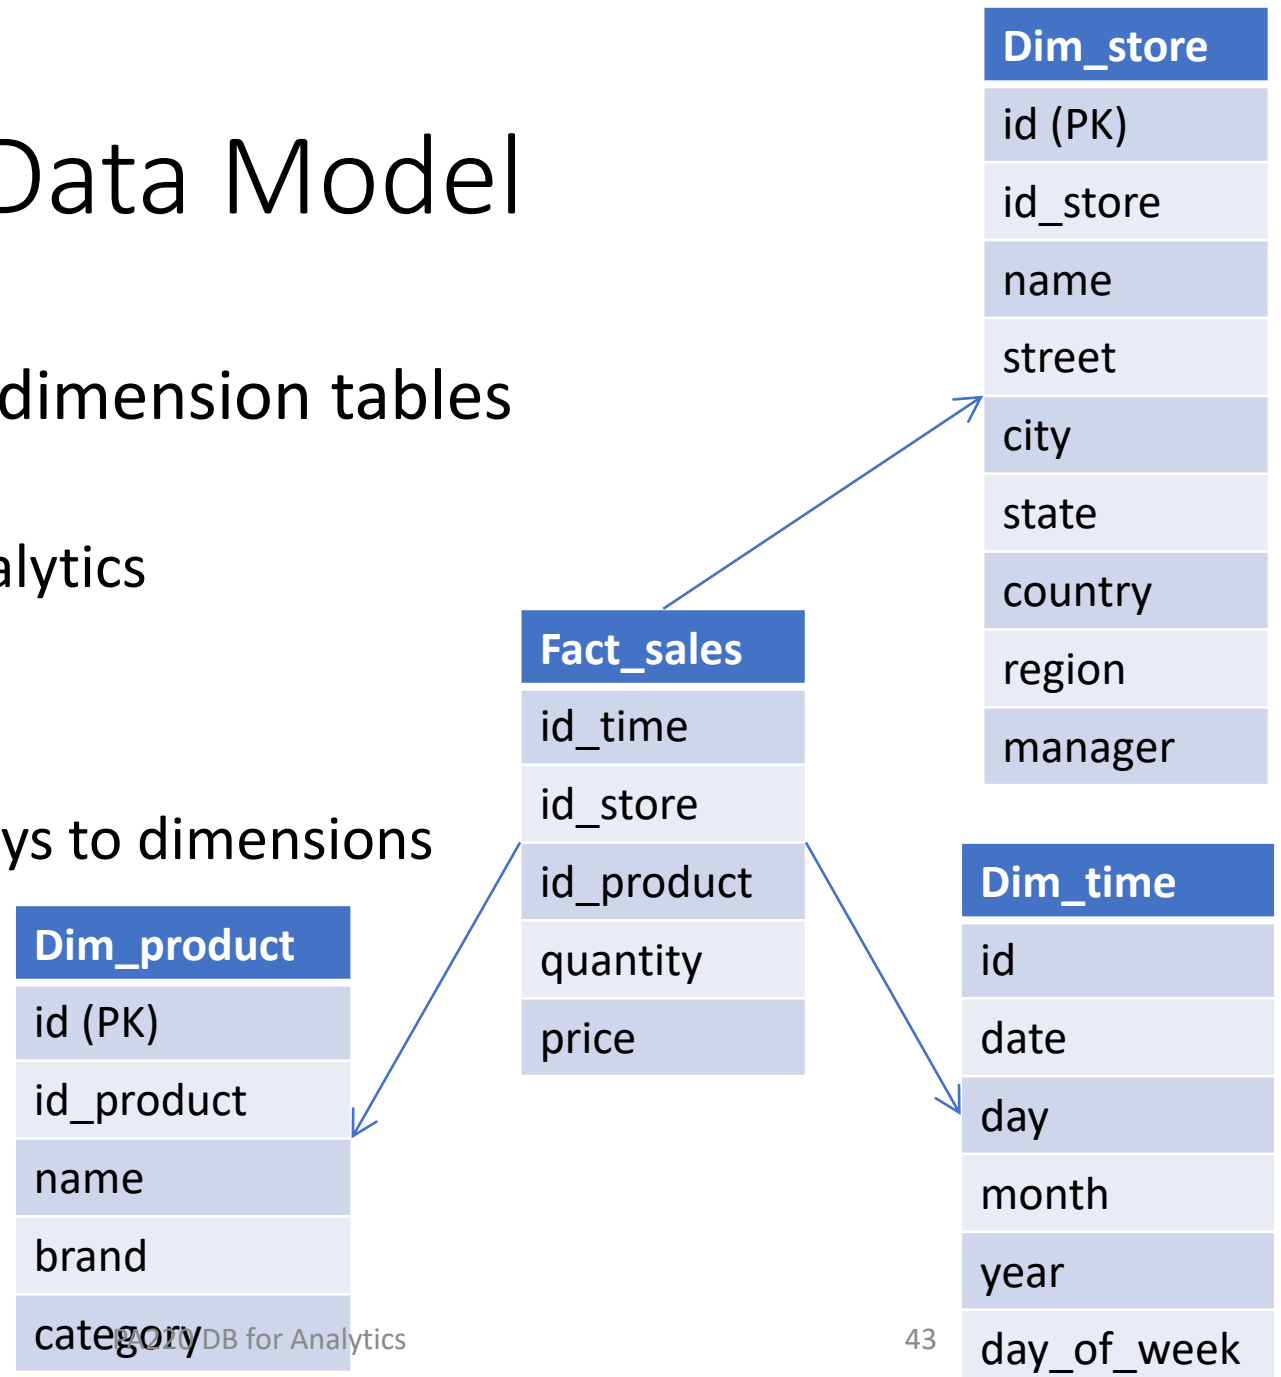 Data Model
dimension tables
alytics
ys to dimensions
Dim_store
id (PK)
id_store
name
street
city
state
country
region
manager
Fact_sales
id_time
id_store
id_product
quantity
price
Dim_product
id (PK)
id_product
name
brand
category
Dim_time
id
date
day
month
year
day_of_week
PA220 DB for Analytics
43